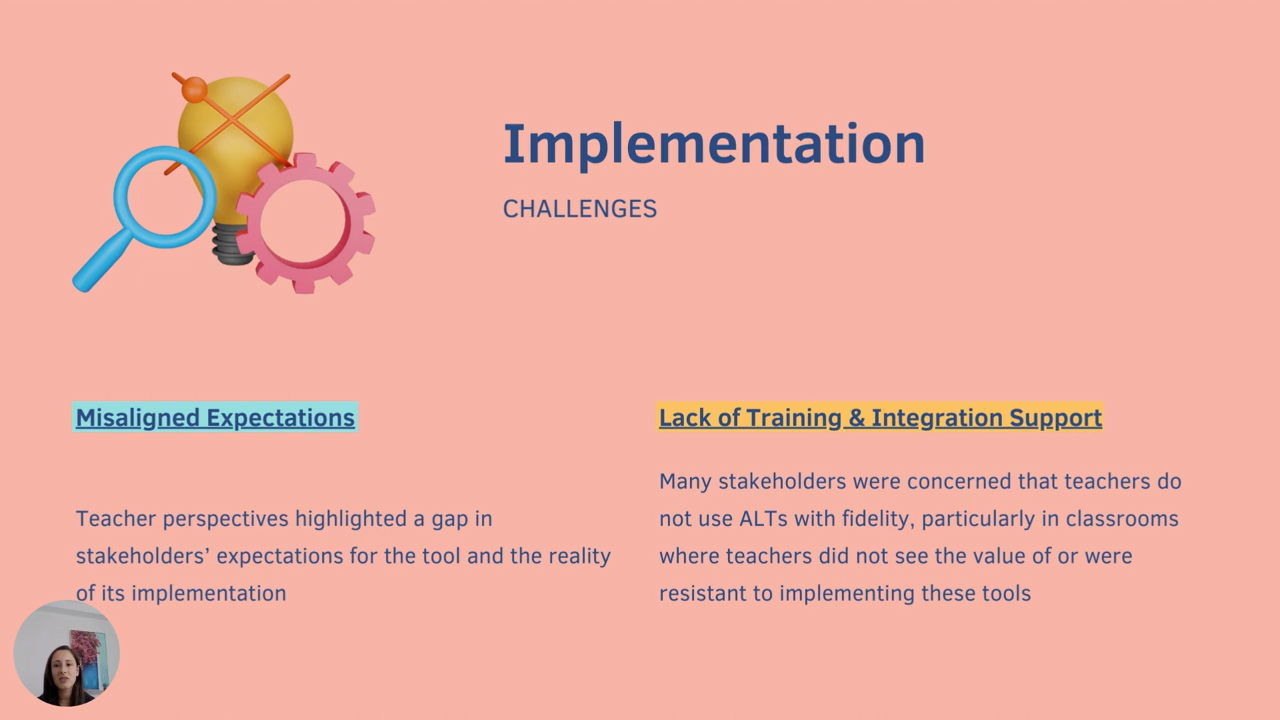 Implementation
CHALLENGES
Misaligned Expectations
Teacher perspectives highlighted a gap in
stakeholders’ expectations for the tool and the reality
of its implementation
Lack of Training & Integration Support
Many stakeholders were concerned that teachers do
not use ALTs with fidelity, particularly in classrooms
where teachers did not see the value of or were
resistant to implementing these tools